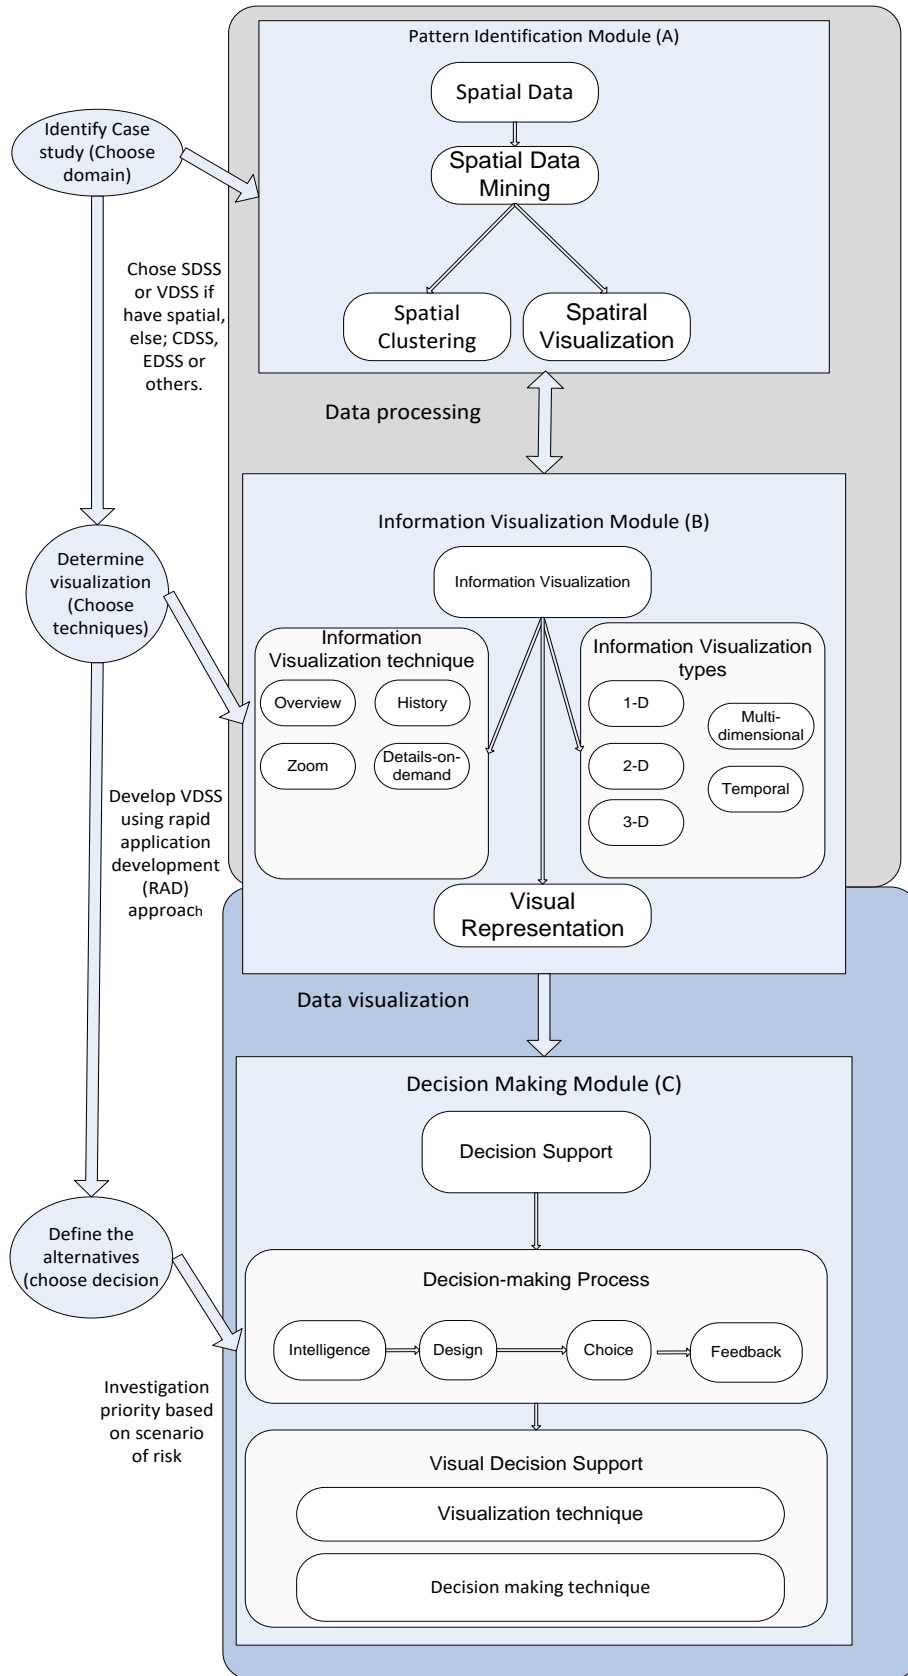 Pattern Identification Module (A)
Spatial Data
Spatial Data
Mining
Spatial
Clustering
Spatiral
Visualization
Identify Case
study (Choose
domain)
Chose SDSS
or VDSS if
have spatial,
else; CDSS,
EDSS or
others.
Data processing
Information Visualization Module (B)
Information Visualization
Determine
visualization
(Choose
techniques)
Information
Visualization technique
Overview
History
Zoom
Details-on-
demand
Information Visualization
types
1-D
Multi-
dimensional
2-D
Temporal
3-D
Visual
Representation
Develop VDSS
using rapid
application
development
(RAD)
approach
Data visualization
Decision Making Module (C)
Decision Support
Define the
alternatives
(choose decision
Decision-making Process
Intelligence
Design
Choice
Feedback
Investigation
priority based
on scenario
of risk
Visual Decision Support
Visualization technique
Decision making technique